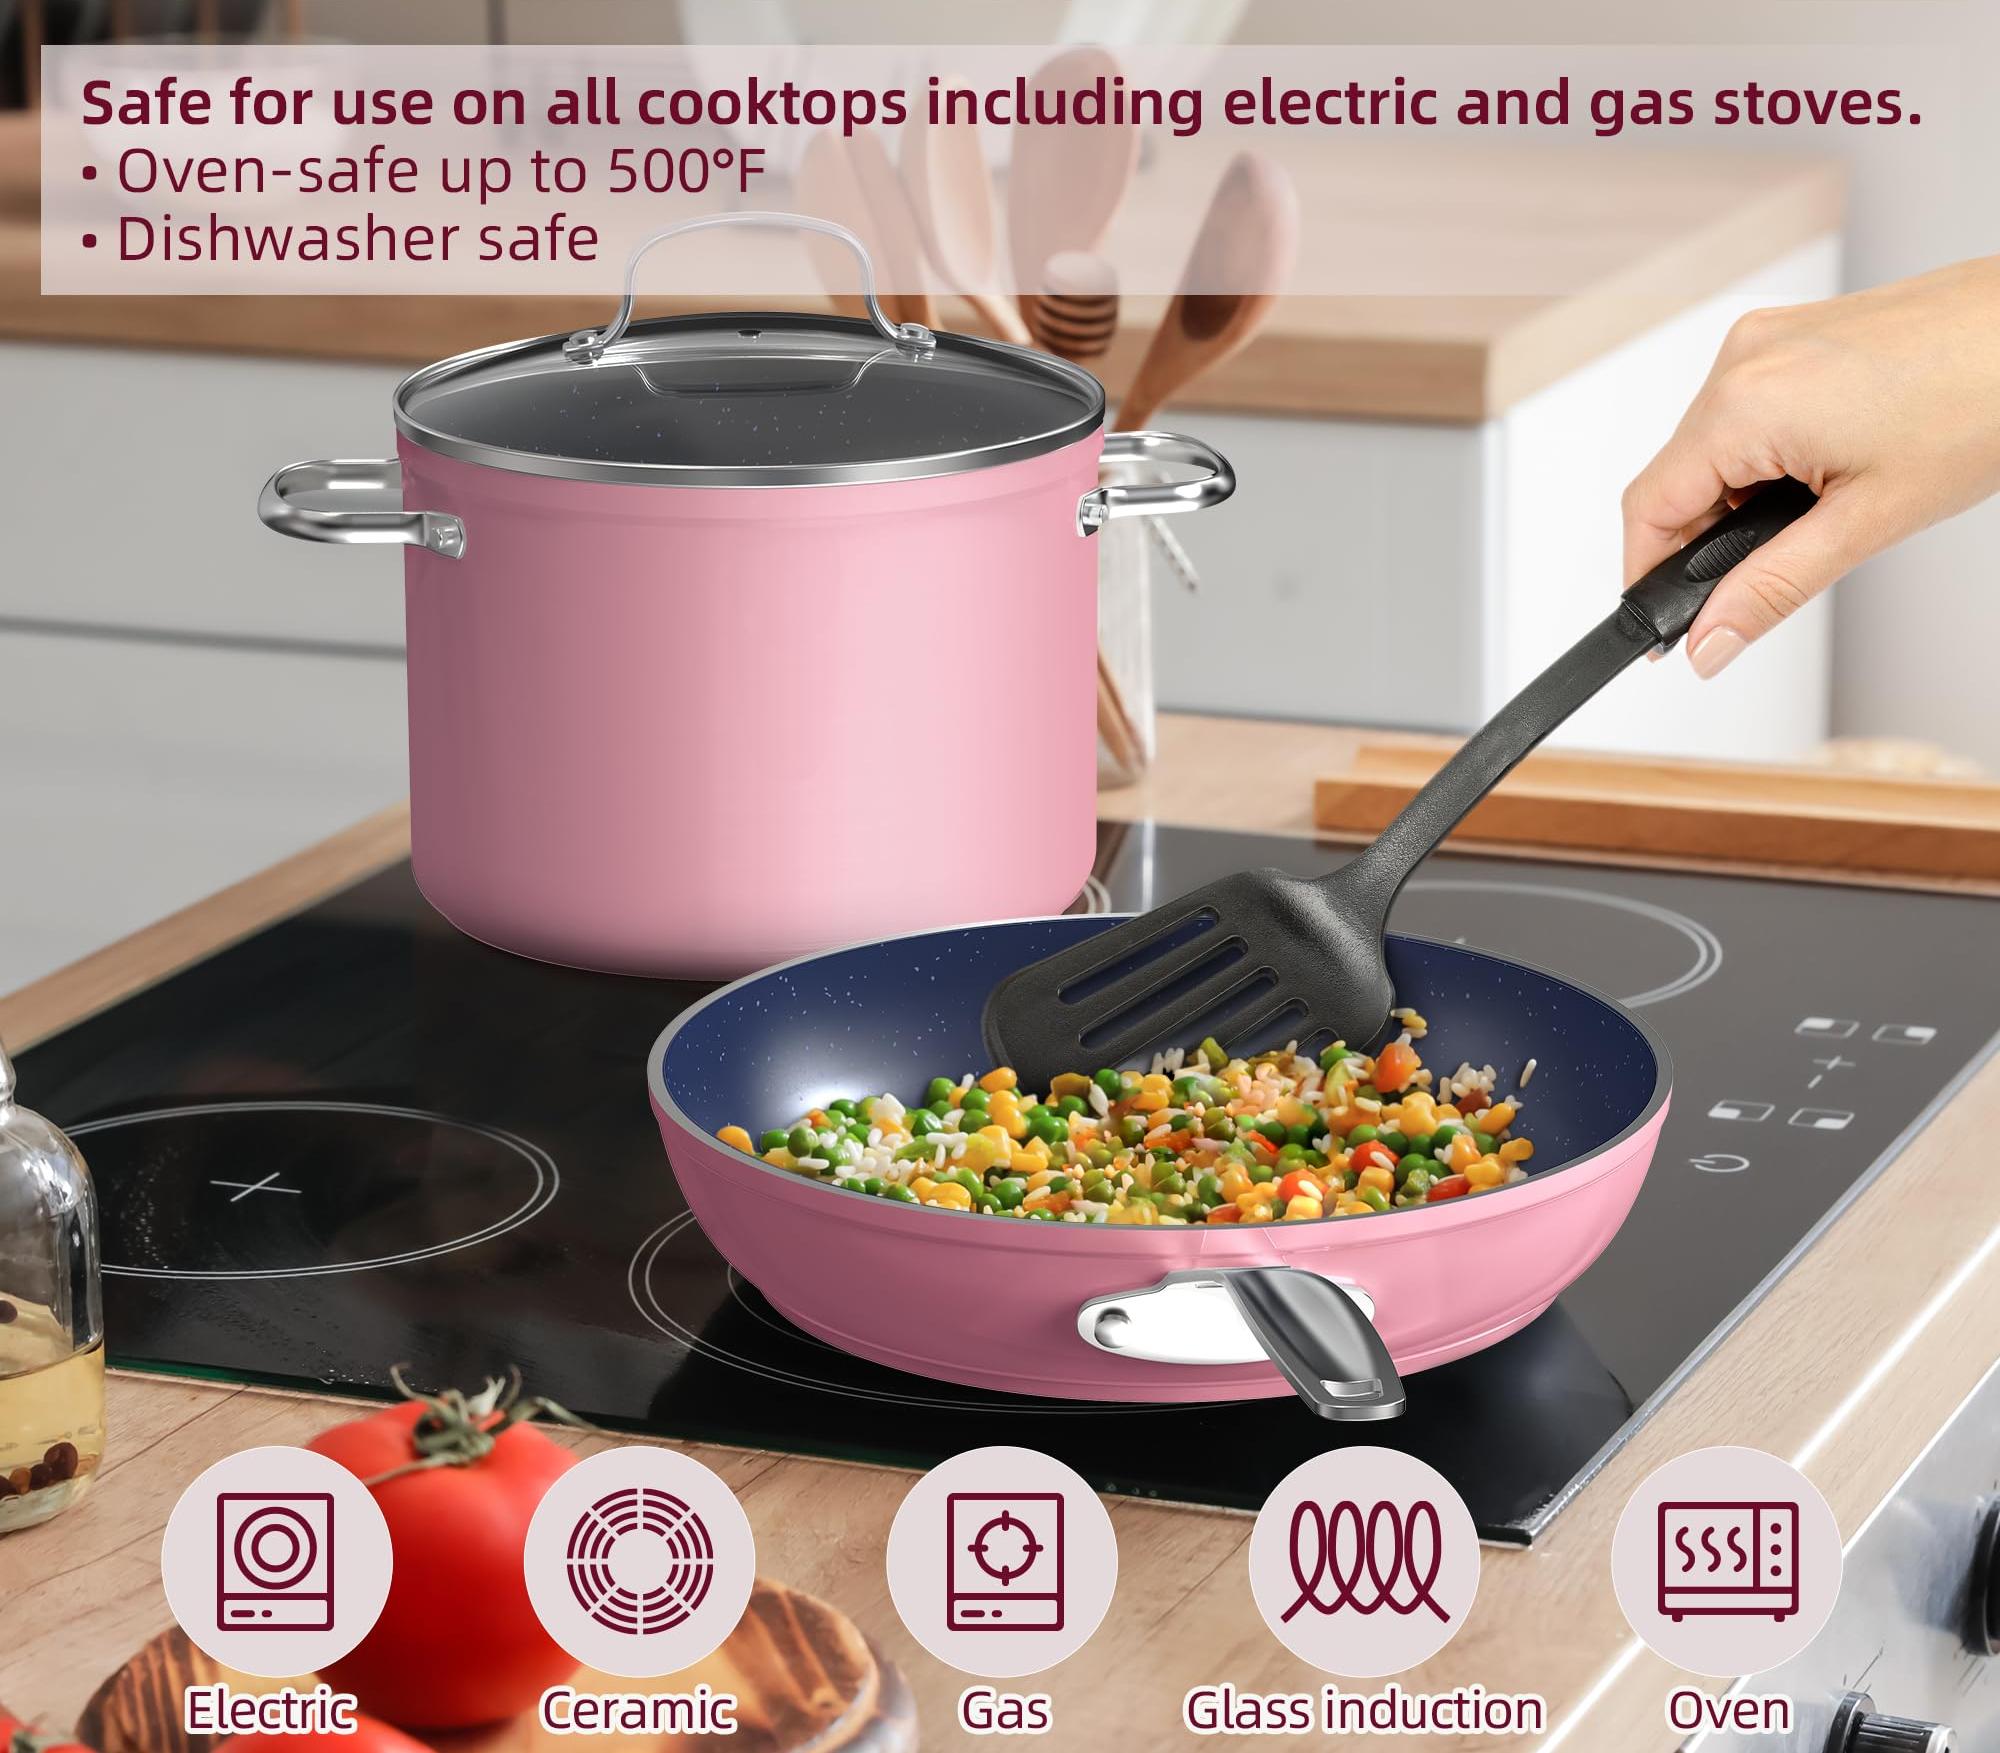 Safe for use on all cooktops including electric and gas stoves.
• Oven-safe up to 500°F
• Dishwasher safe
Electric
Ceramic
Gas
Glass induction
Oven